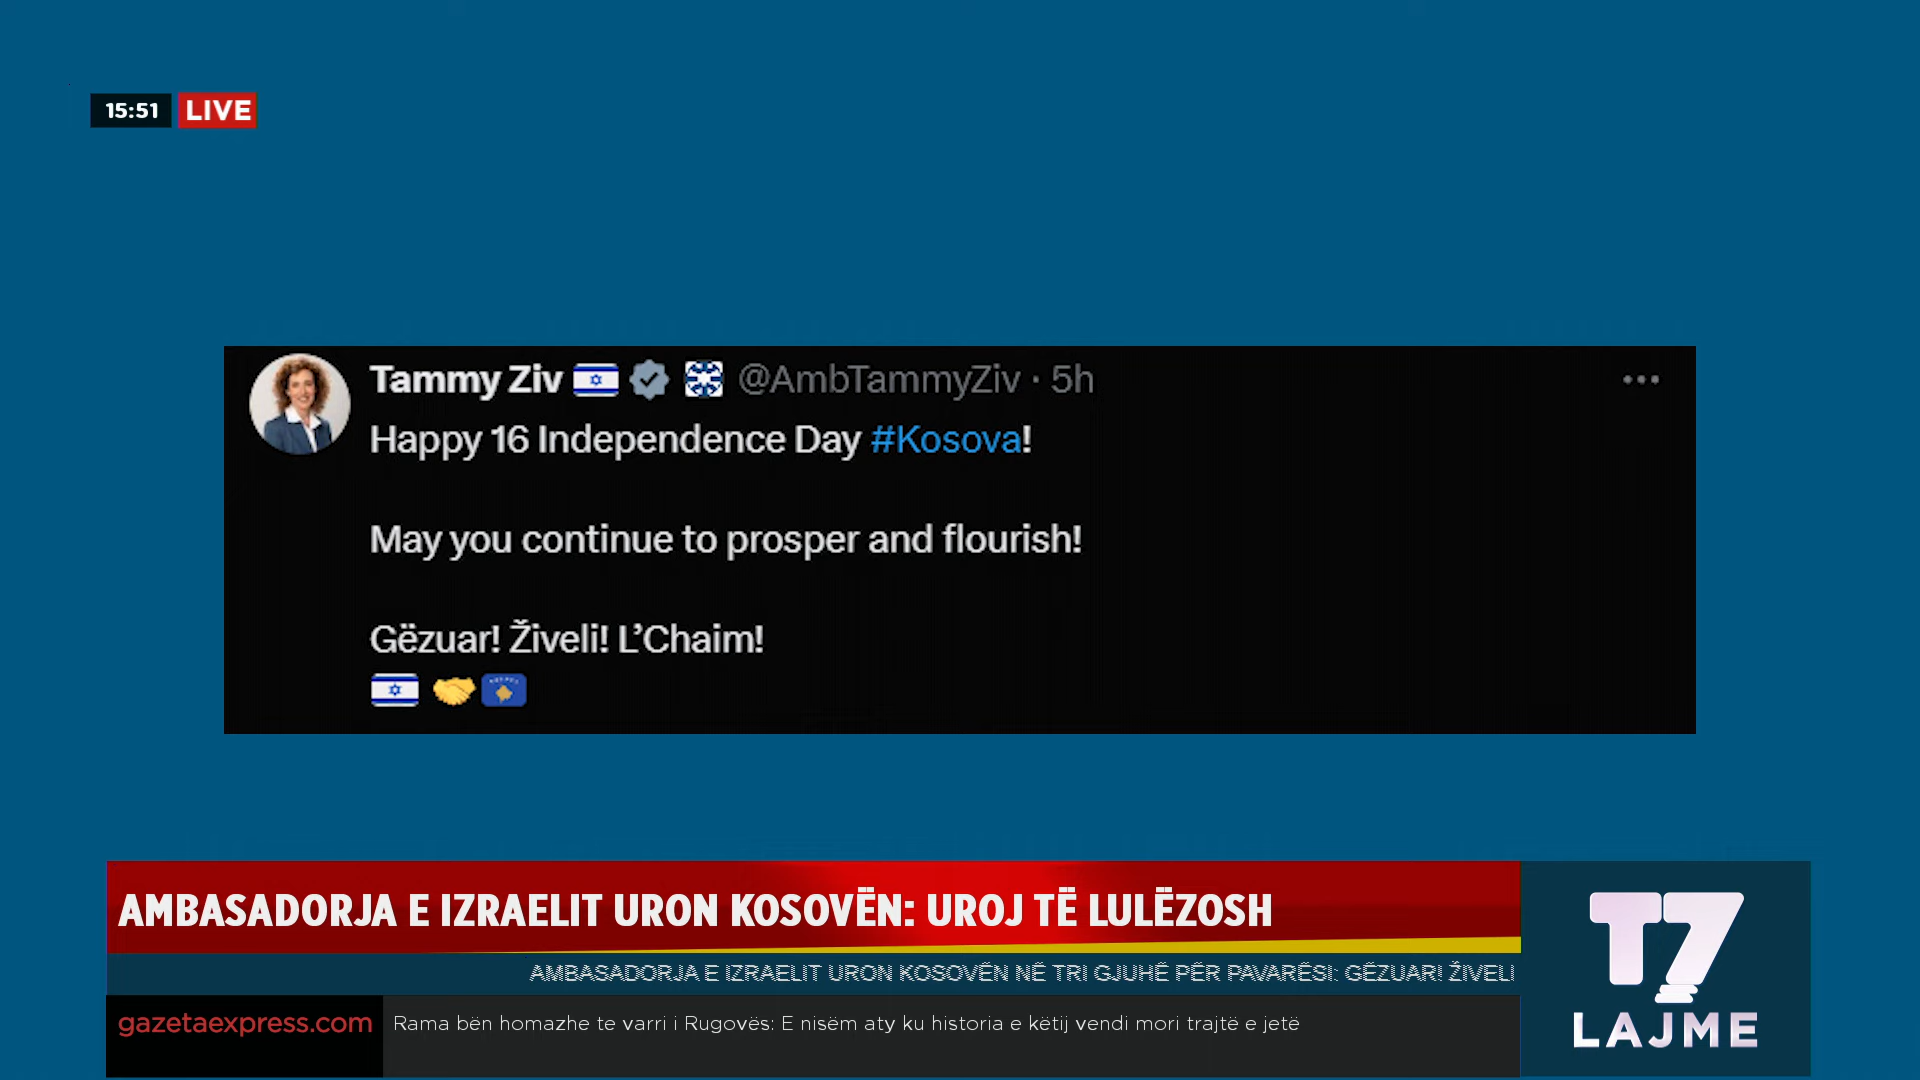 15:51 LIVE
Tammy Ziv @AmbTammyZiv · 5h
Happy 16 Independence Day #Kosova!
May you continue to prosper and flourish!
Gëzuar! Živeli! L’Chaim!
AMBASADORJA E IZRAELIT URON KOSOVËN: UROJ TË LULËZOSH
AMBASADORJA E IZRAELIT URON KOSOVËN NË TRI GJUHË PËR PAVARËSI: GËZUAR! ŽIVELI
gazetaexpress.com Rama bën homazhe te varri i Rugovës: E nisëm aty ku historia e këtij vendi mori trajtë e jetë
T7
LAJME